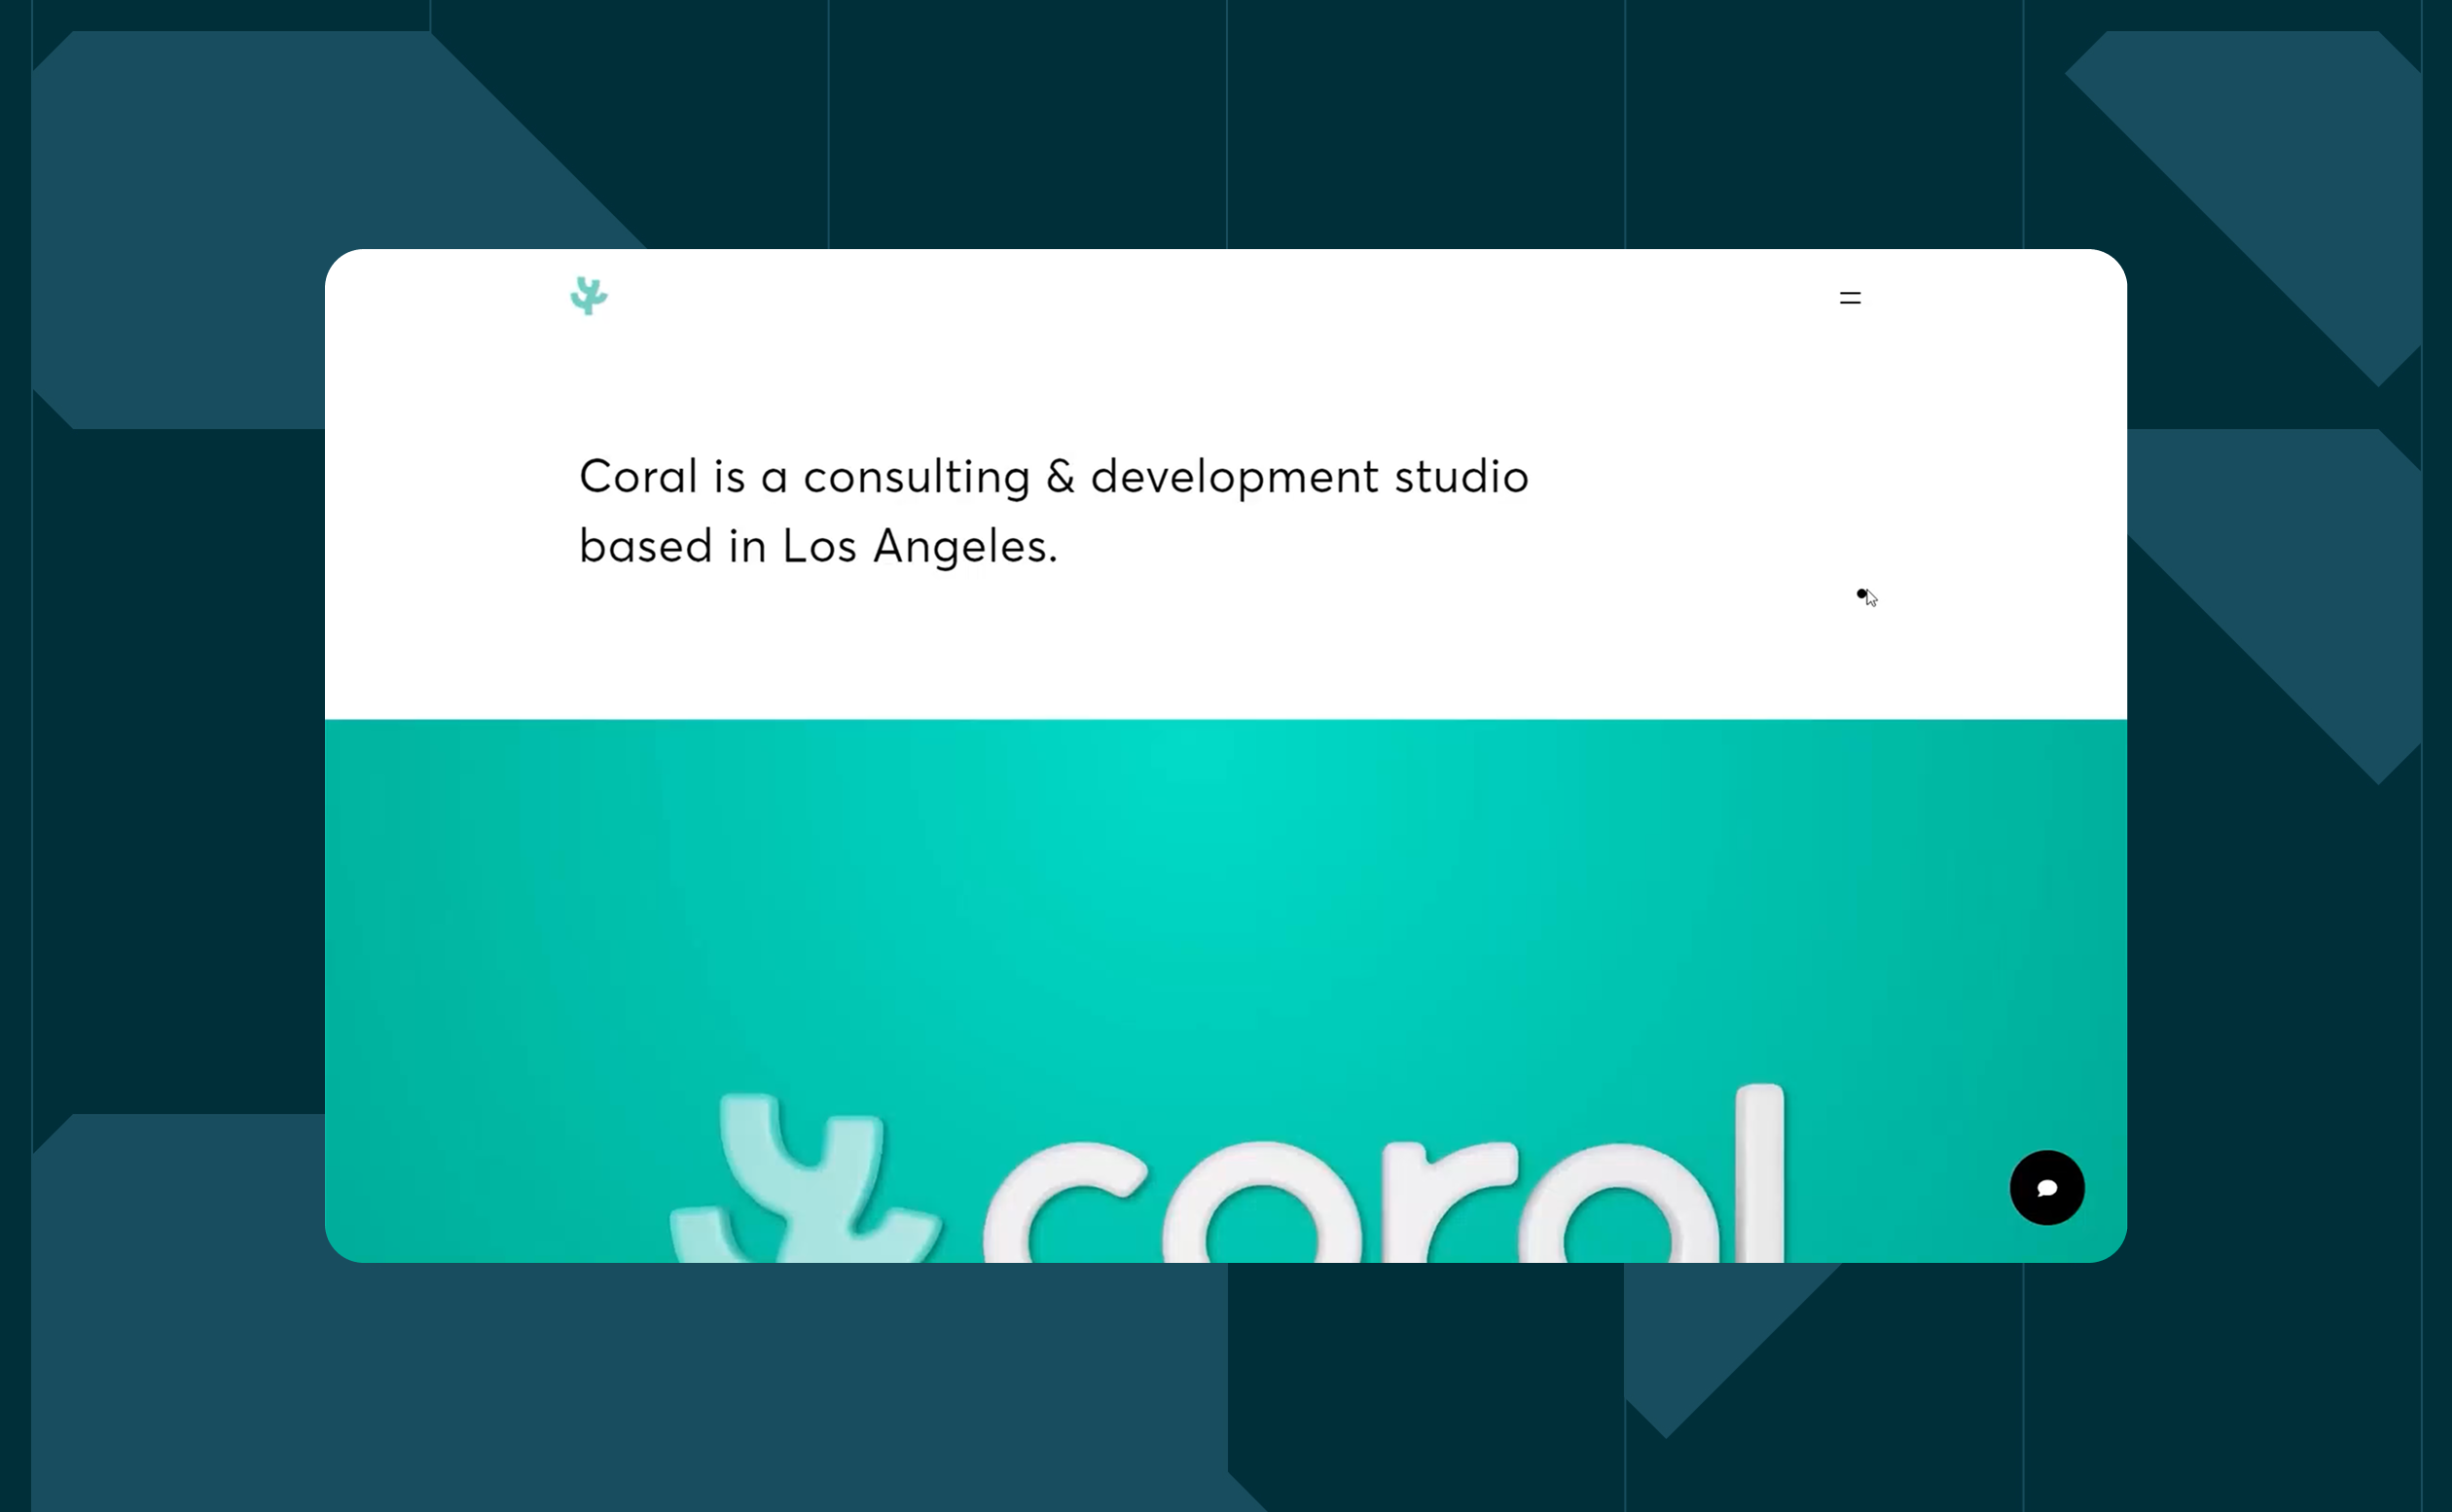 Coral is a consulting & development studio
based in Los Angeles.
coral